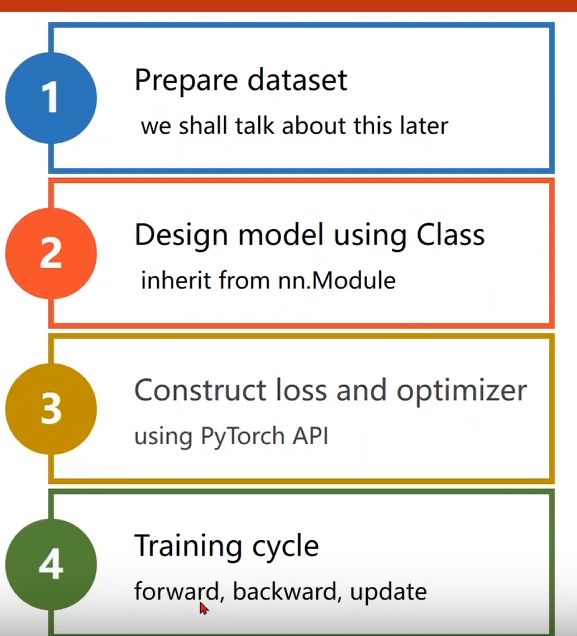 1
Prepare dataset
we shall talk about this later
2
Design model using Class
inherit from nn.Module
3
Construct loss and optimizer
using PyTorch API
4
Training cycle
forward, backward, update